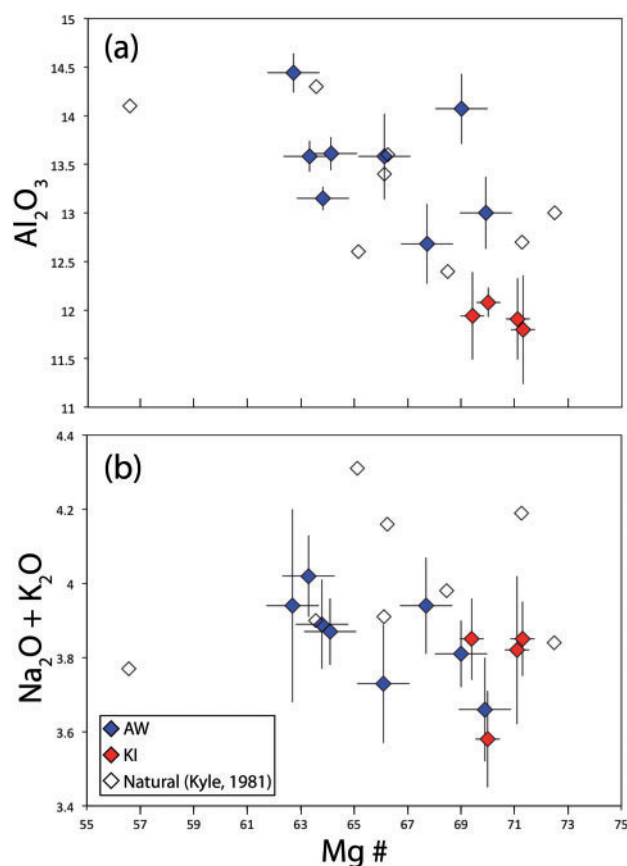 (a)
Al₂O₃
15
14.5
14
13.5
13
12.5
12
11.5
11
(b)
Na₂O + K₂O
4.4
4.2
4
3.8
3.6
3.4
AW
KI
Natural (Kyle, 1981)
55 57 59 61 63 65 67 69 71 73 75
Mg #